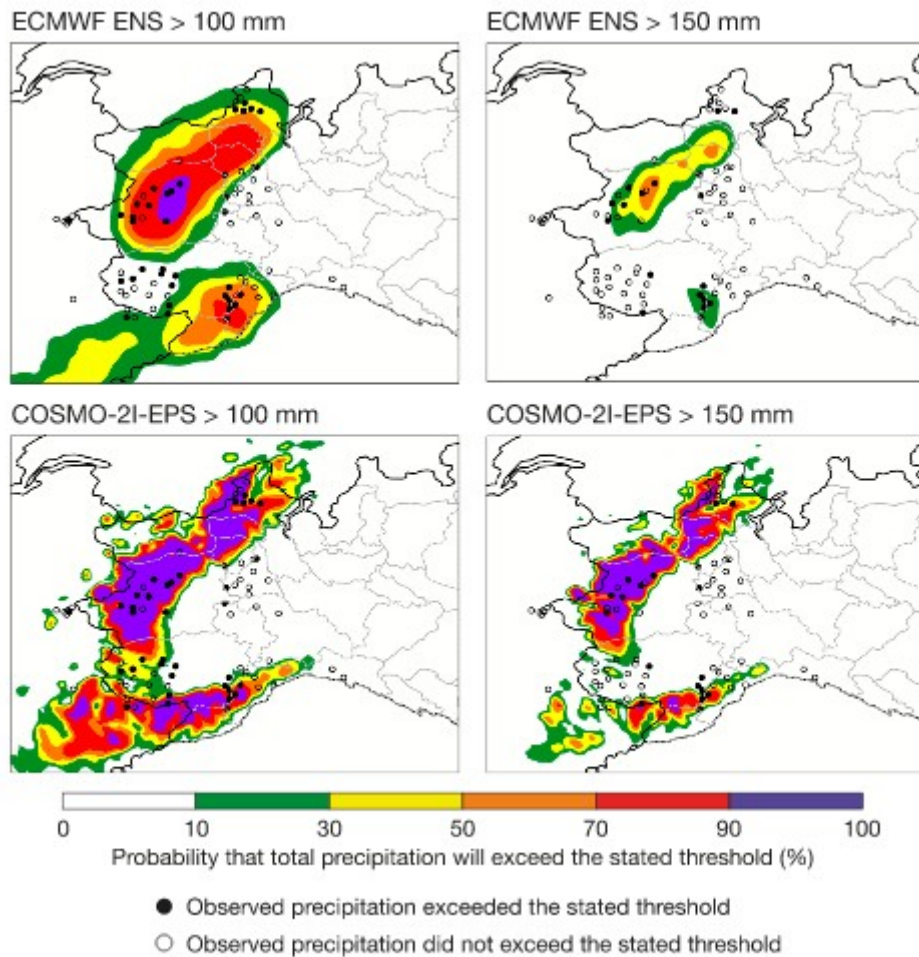 ECMWF ENS > 100 mm
ECMWF ENS > 150 mm
COSMO-2I-EPS > 100 mm
COSMO-2I-EPS > 150 mm
0 10 30 50 70 90 100
Probability that total precipitation will exceed the stated threshold (%)
Observed precipitation exceeded the stated threshold
Observed precipitation did not exceed the stated threshold